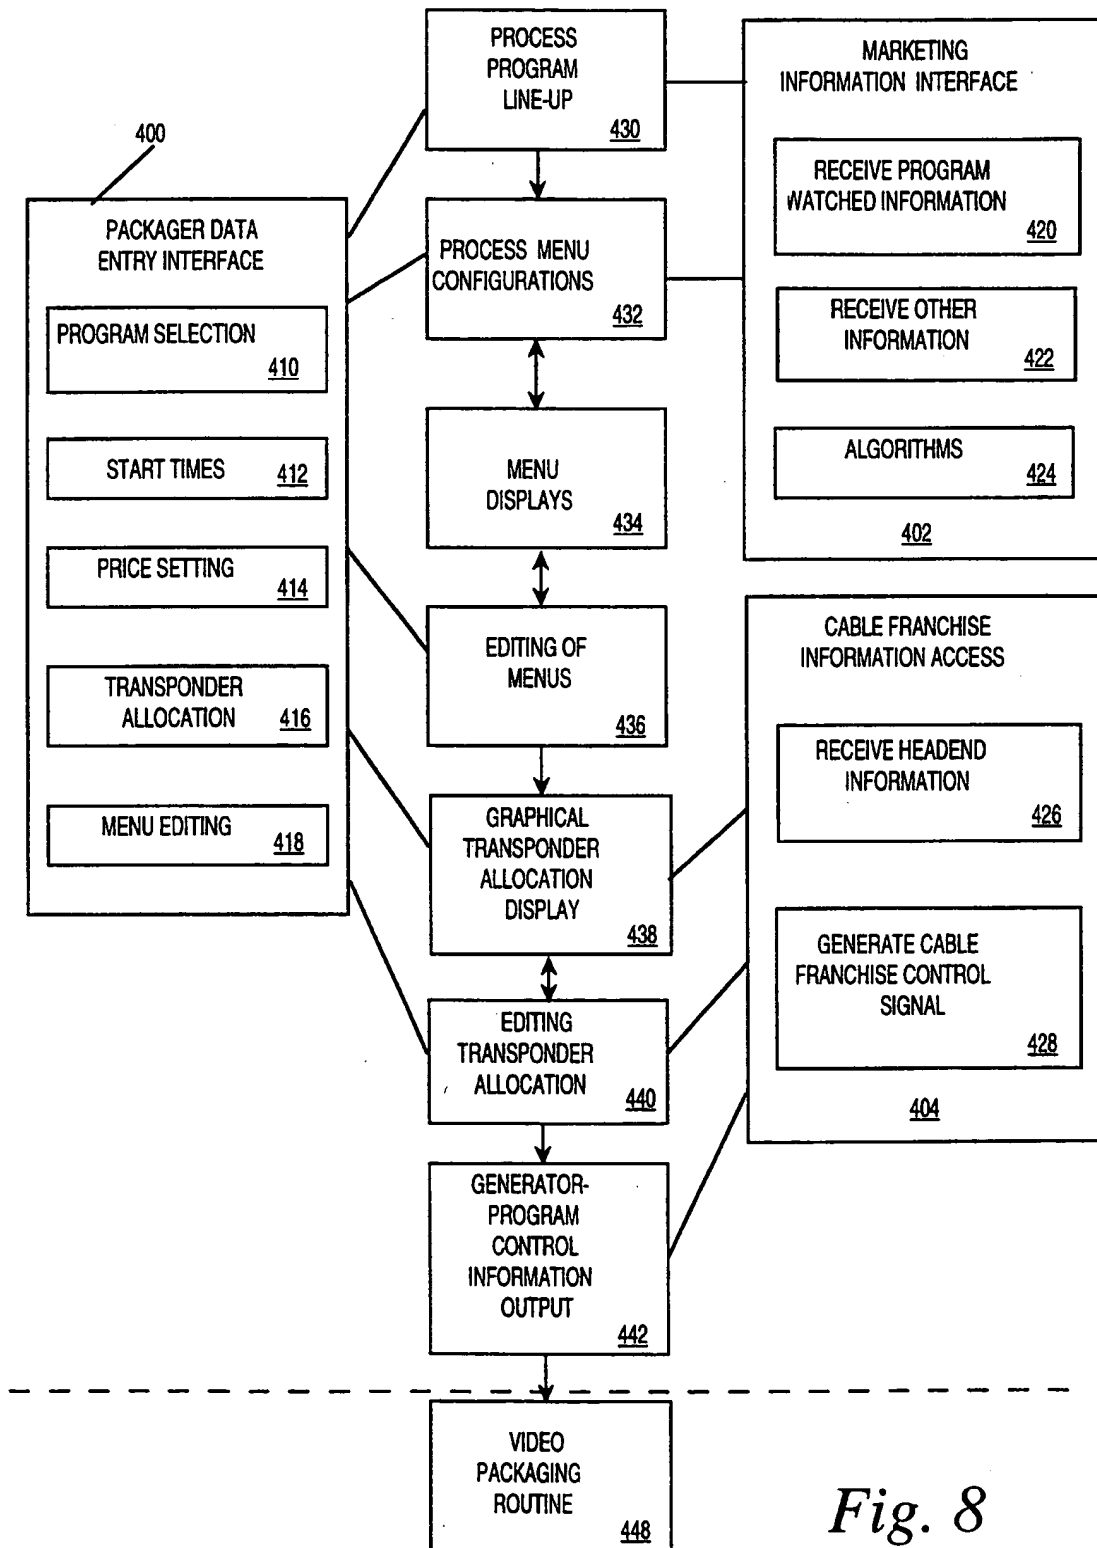 PROCESS
PROGRAM
LINE-UP
430
MARKETING
INFORMATION INTERFACE
RECEIVE PROGRAM
WATCHED INFORMATION
420
RECEIVE OTHER
INFORMATION
422
ALGORITHMS
424
402
400
PACKAGER DATA
ENTRY INTERFACE
PROGRAM SELECTION
410
START TIMES
412
PRICE SETTING
414
TRANSPONDER
ALLOCATION
416
MENU EDITING
418
PROCESS MENU
CONFIGURATIONS
432
MENU
DISPLAYS
434
EDITING OF
MENUS
436
GRAPHICAL
TRANSPONDER
ALLOCATION
DISPLAY
438
EDITING
TRANSPONDER
ALLOCATION
440
GENERATOR-
PROGRAM
CONTROL
INFORMATION
OUTPUT
442
CABLE FRANCHISE
INFORMATION ACCESS
RECEIVE HEADEND
INFORMATION
426
GENERATE CABLE
FRANCHISE CONTROL
SIGNAL
428
404
VIDEO
PACKAGING
ROUTINE
448
Fig. 8